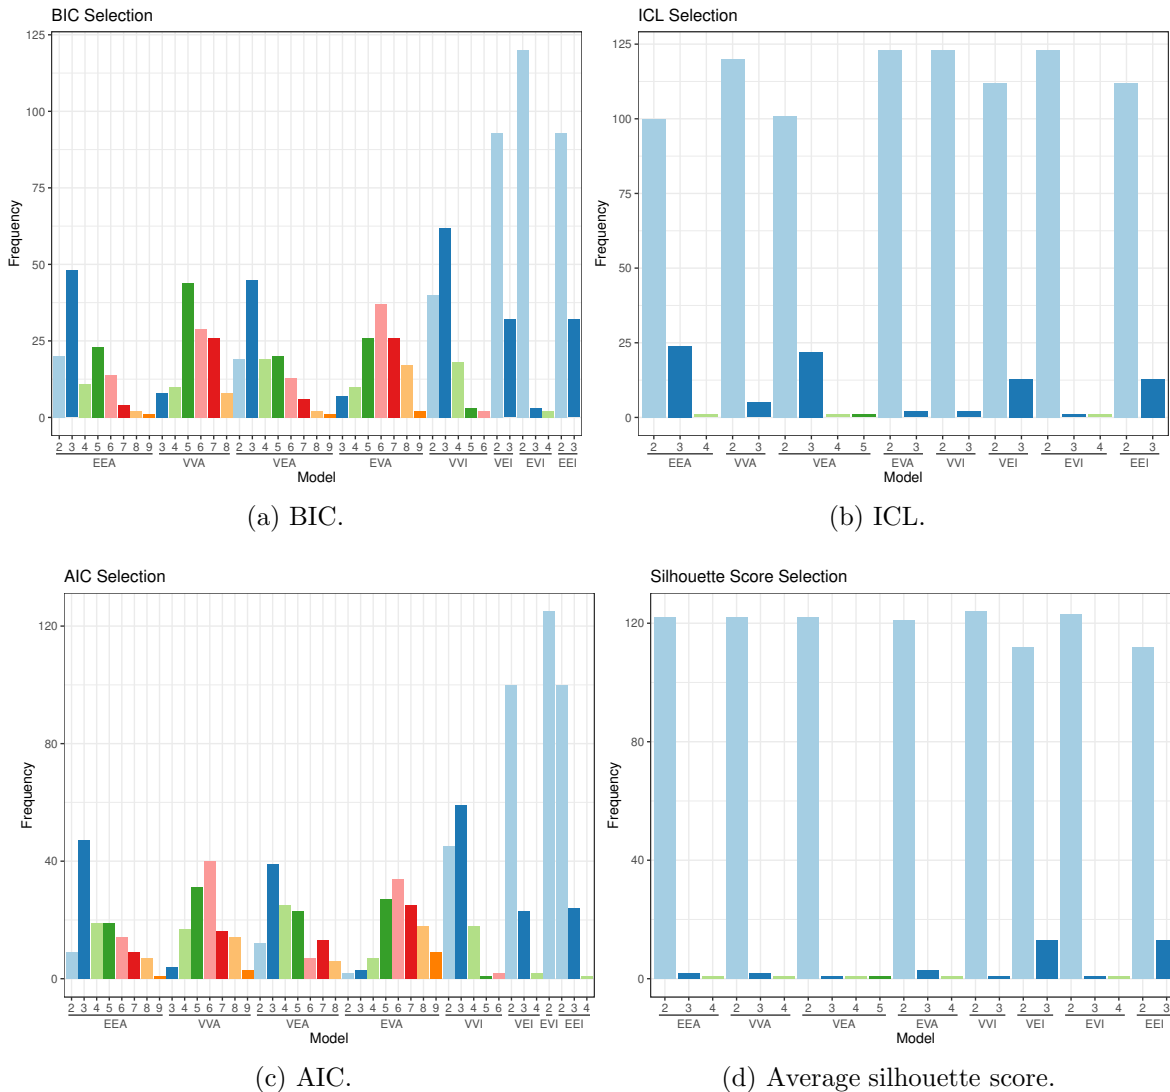 BIC Selection
125
100
75
50
25
0
Frequency
2 3 4 5 6 7 8 9 3 4 5 6 7 8 2 3 4 5 6 7 8 9 3 4 5 6 7 8 9 2 3 4 5 6 2 3 2 3 4 2 3
EEA VVA VEA EVA VVI VEI EVI EEI
Model
(a) BIC.
ICL Selection
125
100
75
50
25
0
Frequency
2 3 4 2 3 2 3 4 5 2 3 2 3 2 3 2 3 4 2 3
EEA VVA VEA EVA VVI VEI EVI EEI
Model
(b) ICL.
AIC Selection
120
80
40
0
Frequency
2 3 4 5 6 7 8 9 3 4 5 6 7 8 9 2 3 4 5 6 7 8 2 3 4 5 6 7 8 9 2 3 4 5 6 2 3 4 2 2 3 4
EEA VVA VEA EVA VVI VEI EVI EEI
Model
(c) AIC.
Silhouette Score Selection
120
80
40
0
Frequency
2 3 4 2 3 4 2 3 4 5 2 3 4 2 3 2 3 2 3 4 2 3
EEA VVA VEA EVA VVI VEI EVI EEI
Model
(d) Average silhouette score.